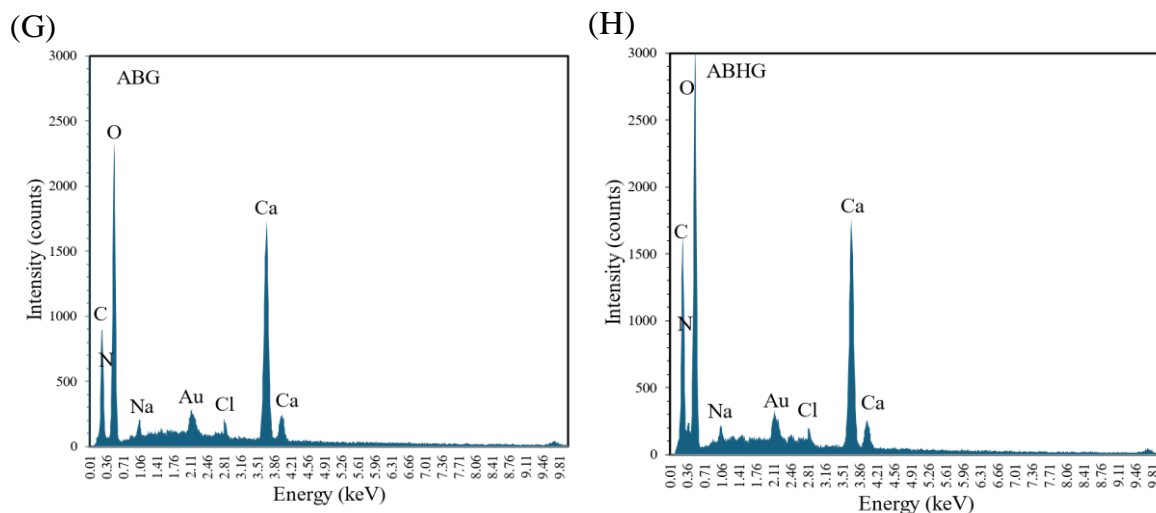 (G)
ABG
3000
2500
2000
1500
1000
500
0
Intensity (counts)
O
C
N
Na
Au
Cl
Ca
Ca
0.01 0.36 0.71 1.06 1.41 1.76 2.11 2.46 2.81 3.16 3.51 3.86 4.21 4.56 4.91 5.26 5.61 5.96 6.31 6.66 7.01 7.36 7.71 8.06 8.41 8.76 9.11 9.46 9.81
Energy (keV)
(H)
ABHG
3000
2500
2000
1500
1000
500
0
Intensity (counts)
O
C
N
Na
Au
Cl
Ca
Ca
0.01 0.36 0.71 1.06 1.41 1.76 2.11 2.46 2.81 3.16 3.51 3.86 4.21 4.56 4.91 5.26 5.61 5.96 6.31 6.66 7.01 7.36 7.71 8.06 8.41 8.76 9.11 9.46 9.81
Energy (keV)